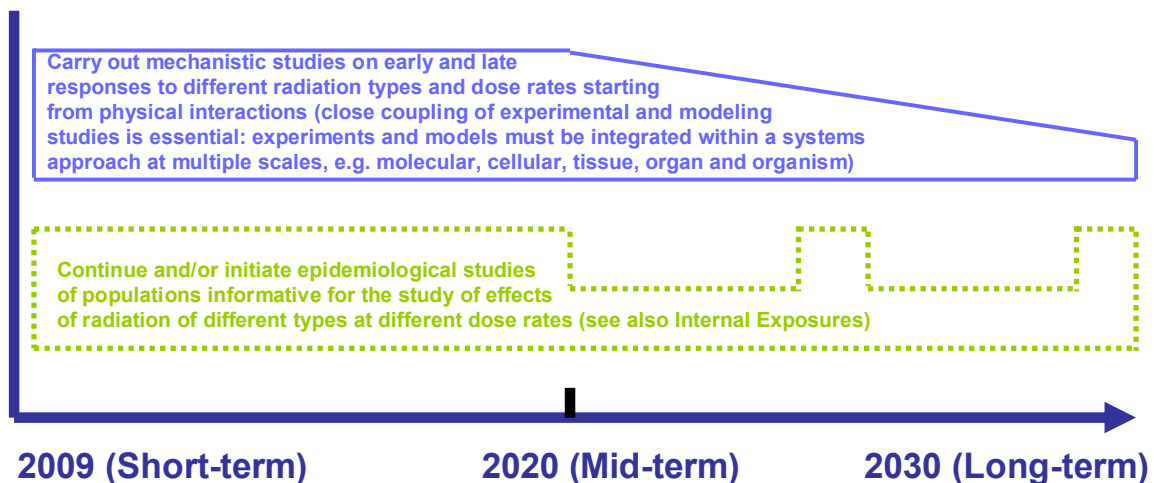 Carry out mechanistic studies on early and late
responses to different radiation types and dose rates starting
from physical interactions (close coupling of experimental and modeling
studies is essential: experiments and models must be integrated within a systems
approach at multiple scales, e.g. molecular, cellular, tissue, organ and organism)
Continue and/or initiate epidemiological studies
of populations informative for the study of effects
of radiation of different types at different dose rates (see also Internal Exposures)
2009 (Short-term) 2020 (Mid-term) 2030 (Long-term)